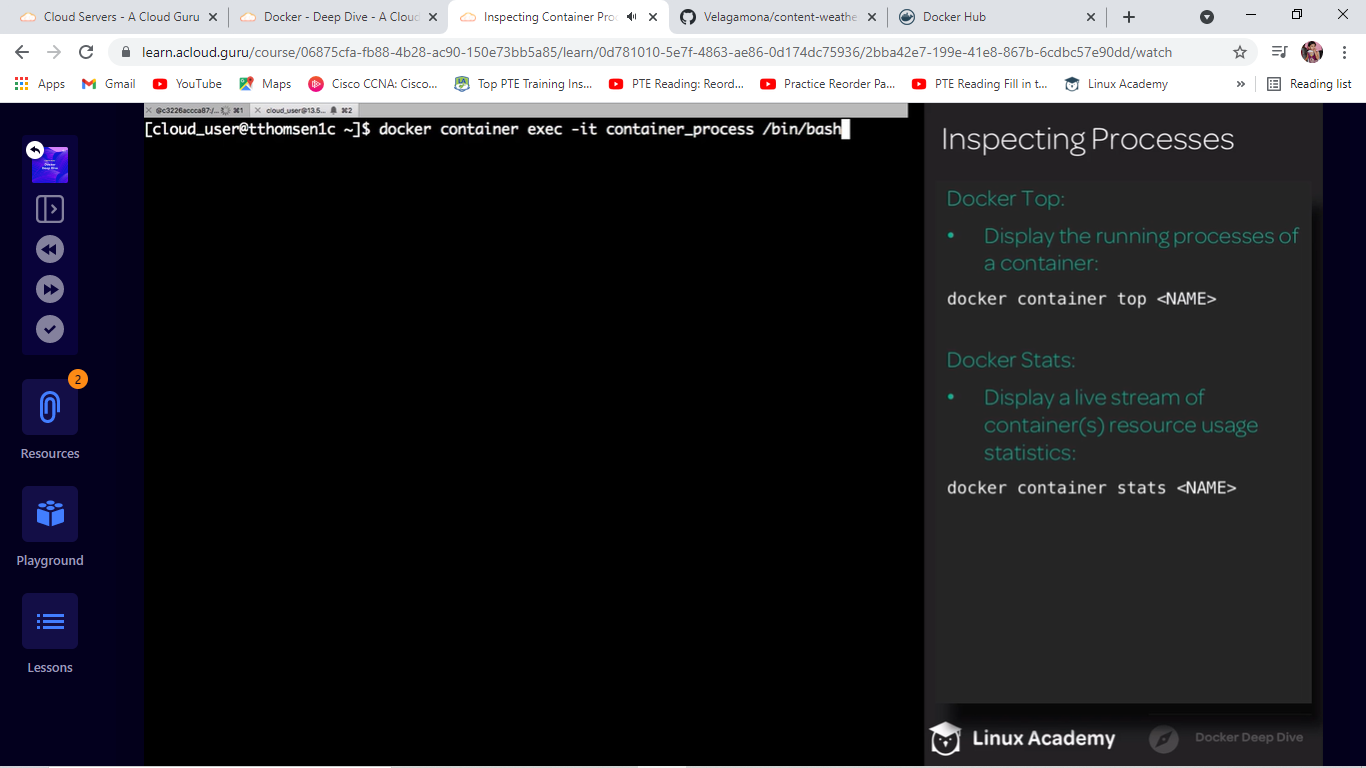 Cloud Servers - A Cloud Guru
Docker - Deep Dive - A Cloud
Inspecting Container Pro
Velagamona/content-weathe
Docker Hub
learn.acloud.guru/course/06875cfa-fb88-4b28-ac90-150e73bb5a85/learn/0d781010-5e7f-4863-ae86-0d174dc75936/2bba42e7-199e-41e8-867b-6cdbc57e90dd/watch
Apps
Gmail
YouTube
Maps
Cisco CCNA: Cisco...
Top PTE Training Ins...
PTE Reading: Reord...
Practice Reorder Pa...
PTE Reading Fill in t...
Linux Academy
»
Reading list
@c3226accca87:/... ⌘1
cloud_user@13.5... ⌘2
[cloud_user@tthomsen1c ~]$ docker container exec -it container_process /bin/bash
Docker
Deep Dive
2
Resources
Playground
Lessons
Inspecting Processes
Docker Top:
• Display the running processes of
a container:
docker container top <NAME>
Docker Stats:
• Display a live stream of
container(s) resource usage
statistics:
docker container stats <NAME>
Linux Academy
Docker Deep Dive